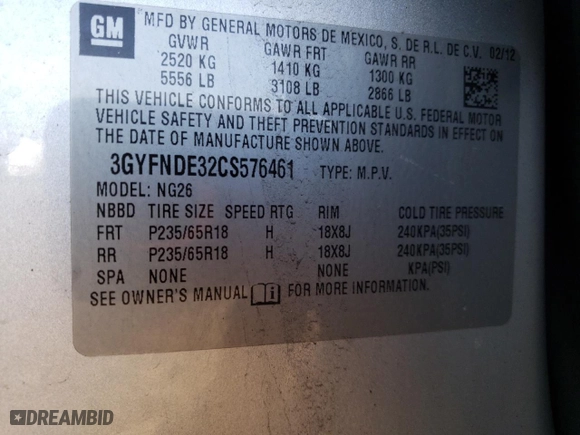 GM
MFD BY GENERAL MOTORS DE MEXICO, S. DE R.L. DE C.V. 02/12
GVWR GAWR FRT GAWR RR
2520 KG 1410 KG 1300 KG
5556 LB 3108 LB 2866 LB
THIS VEHICLE CONFORMS TO ALL APPLICABLE U.S. FEDERAL MOTOR
VEHICLE SAFETY AND THEFT PREVENTION STANDARDS IN EFFECT ON
THE DATE OF MANUFACTURE SHOWN ABOVE.
3GYFNDE32CS576461 TYPE: M.P.V.
MODEL: NG26
NBBD TIRE SIZE SPEED RTG RIM COLD TIRE PRESSURE
FRT P235/65R18 H 18X8J 240KPA(35PSI)
RR P235/65R18 H 18X8J 240KPA(35PSI)
SPA NONE NONE KPA(PSI)
SEE OWNER'S MANUAL FOR MORE INFORMATION.
DREAMBID